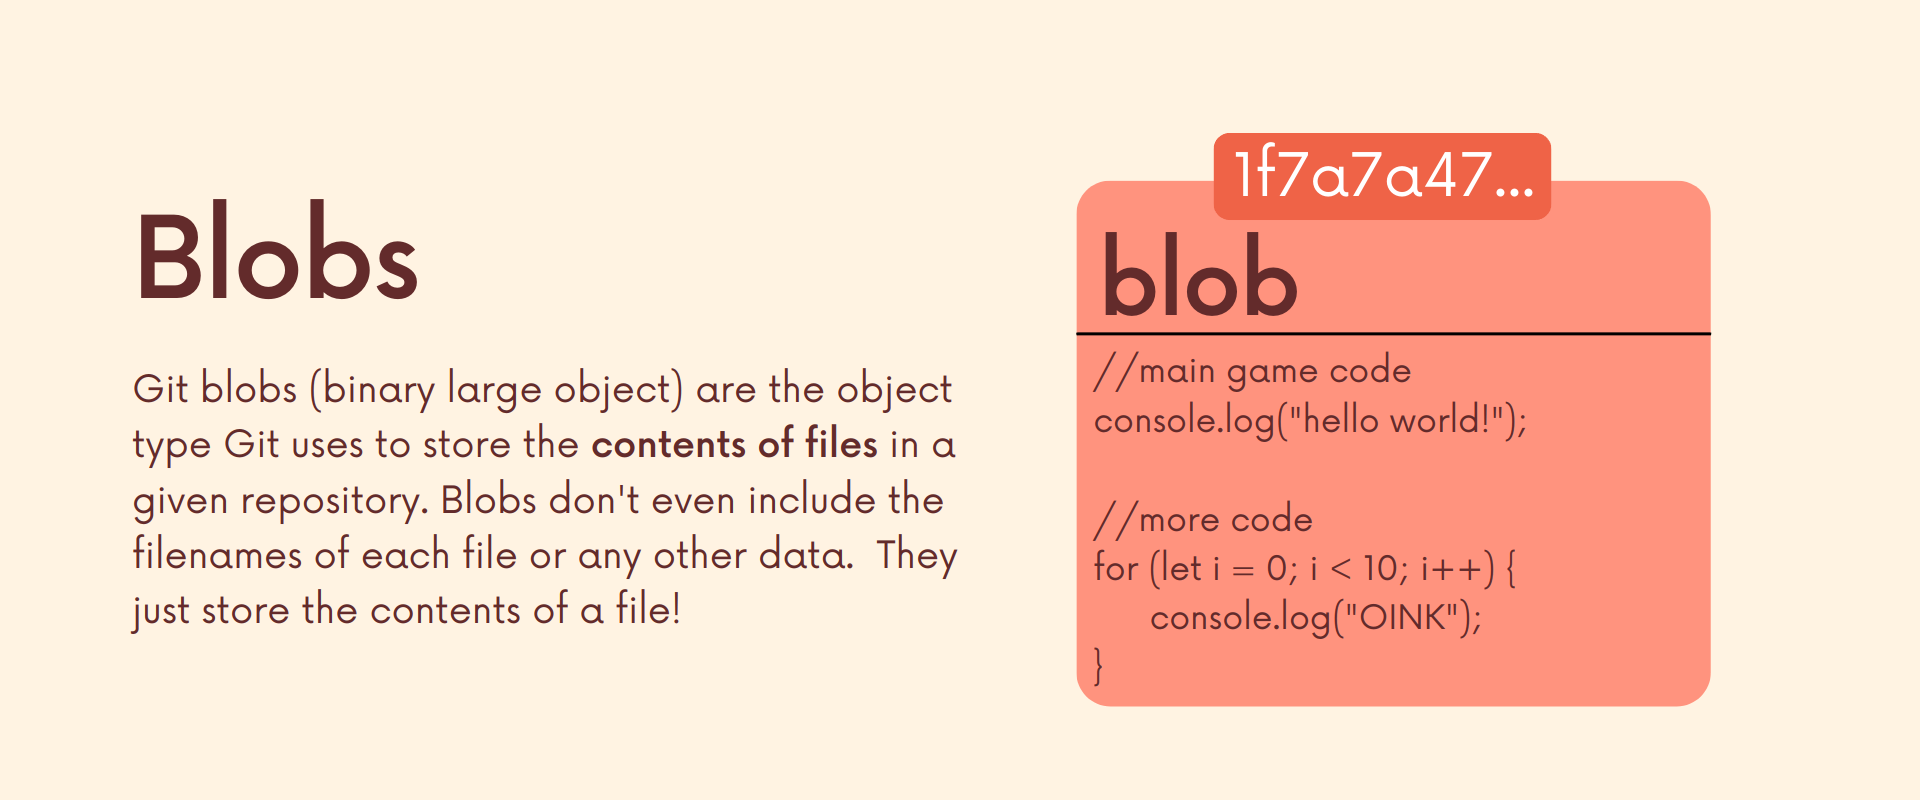 Blobs
Git blobs (binary large object) are the object
type Git uses to store the contents of files in a
given repository. Blobs don't even include the
filenames of each file or any other data.  They
just store the contents of a file!
1f7a7a47...
blob
//main game code
console.log("hello world!");

//more code
for (let i = 0; i < 10; i++) {
      console.log("OINK");
}